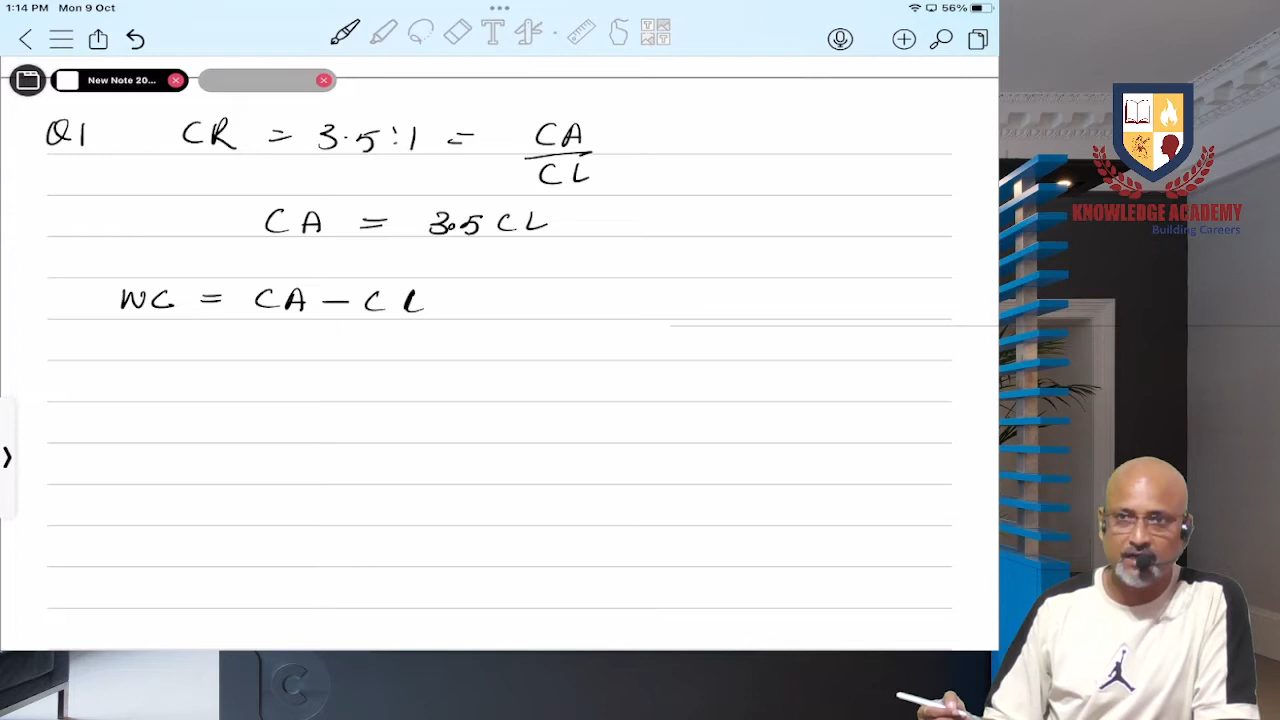 1:14 PM Mon 9 Oct
56%
New Note 20...
Q1 CR = 3.5:1 = CA
CL
CA = 3.5 CL
WC = CA - CL
KNOWLEDGE ACADEMY
Building Careers